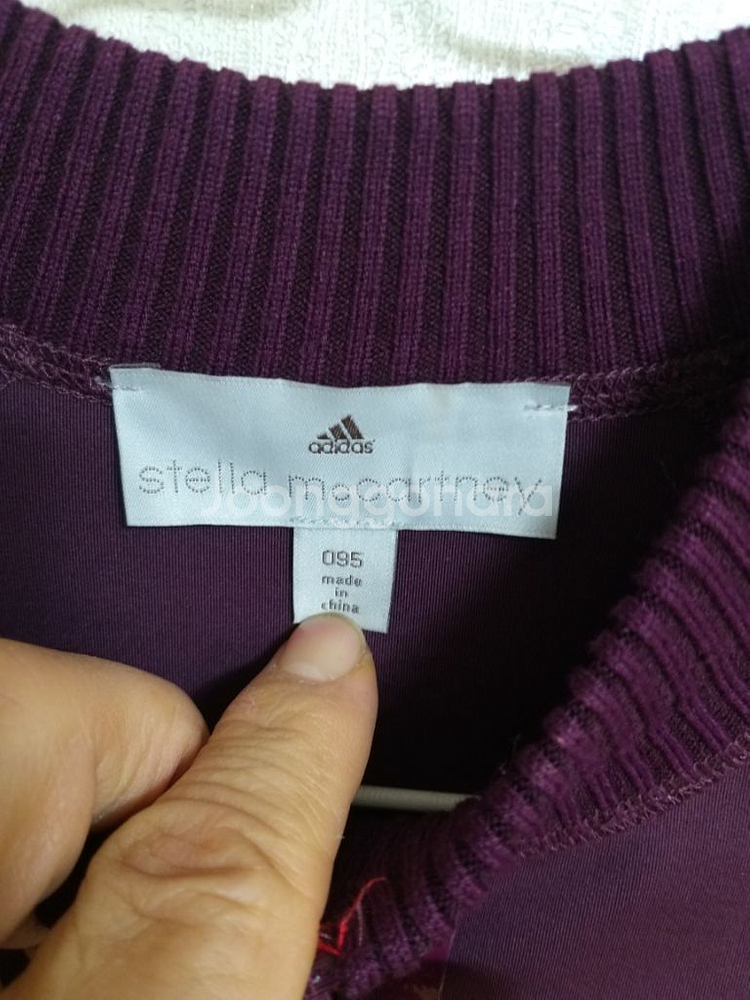 adidas
stella mccartney
Joonggonara
095
made
in
china